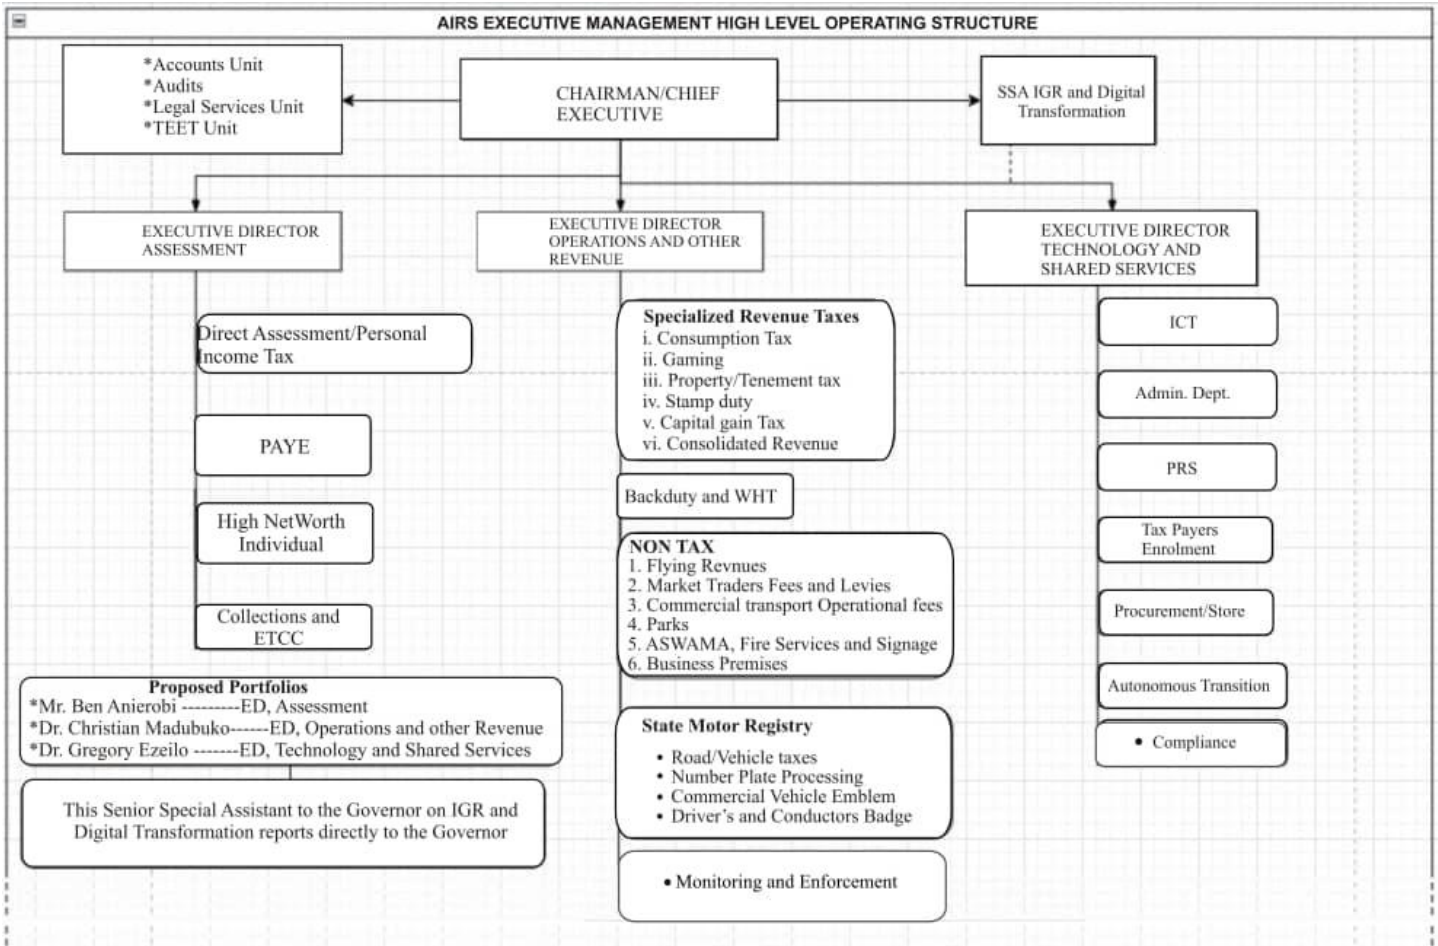 AIRS EXECUTIVE MANAGEMENT HIGH LEVEL OPERATING STRUCTURE
*Accounts Unit
*Audits
*Legal Services Unit
*TEET Unit
CHAIRMAN/CHIEF
EXECUTIVE
SSA IGR and Digital
Transformation
EXECUTIVE DIRECTOR
ASSESSMENT
EXECUTIVE DIRECTOR
OPERATIONS AND OTHER
REVENUE
EXECUTIVE DIRECTOR
TECHNOLOGY AND
SHARED SERVICES
Direct Assessment/Personal
Income Tax
PAYE
High NetWorth
Individual
Collections and
ETCC
Specialized Revenue Taxes
i. Consumption Tax
ii. Gaming
iii. Property/Tenement tax
iv. Stamp duty
v. Capital gain Tax
vi. Consolidated Revenue
Backduty and WHT
NON TAX
1. Flying Revnues
2. Market Traders Fees and Levies
3. Commercial transport Operational fees
4. Parks
5. ASWAMA, Fire Services and Signage
6. Business Premises
State Motor Registry
• Road/Vehicle taxes
• Number Plate Processing
• Commercial Vehicle Emblem
• Driver's and Conductors Badge
• Monitoring and Enforcement
ICT
Admin. Dept.
PRS
Tax Payers
Enrolment
Procurement/Store
Autonomous Transition
• Compliance
Proposed Portfolios
*Mr. Ben Anierobi ---------ED, Assessment
*Dr. Christian Madubuko------ED, Operations and other Revenue
*Dr. Gregory Ezeilo -------ED, Technology and Shared Services
This Senior Special Assistant to the Governor on IGR and
Digital Transformation reports directly to the Governor